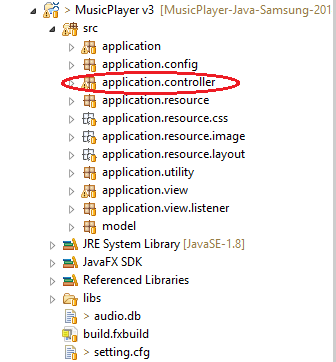 > MusicPlayer v3 [MusicPlayer-Java-Samsung-201
src
application
application.config
application.controller
application.resource
application.resource.css
application.resource.image
application.resource.layout
application.utility
application.view
application.view.listener
model
JRE System Library [JavaSE-1.8]
JavaFX SDK
Referenced Libraries
> libs
> audio.db
build.fxbuild
> setting.cfg